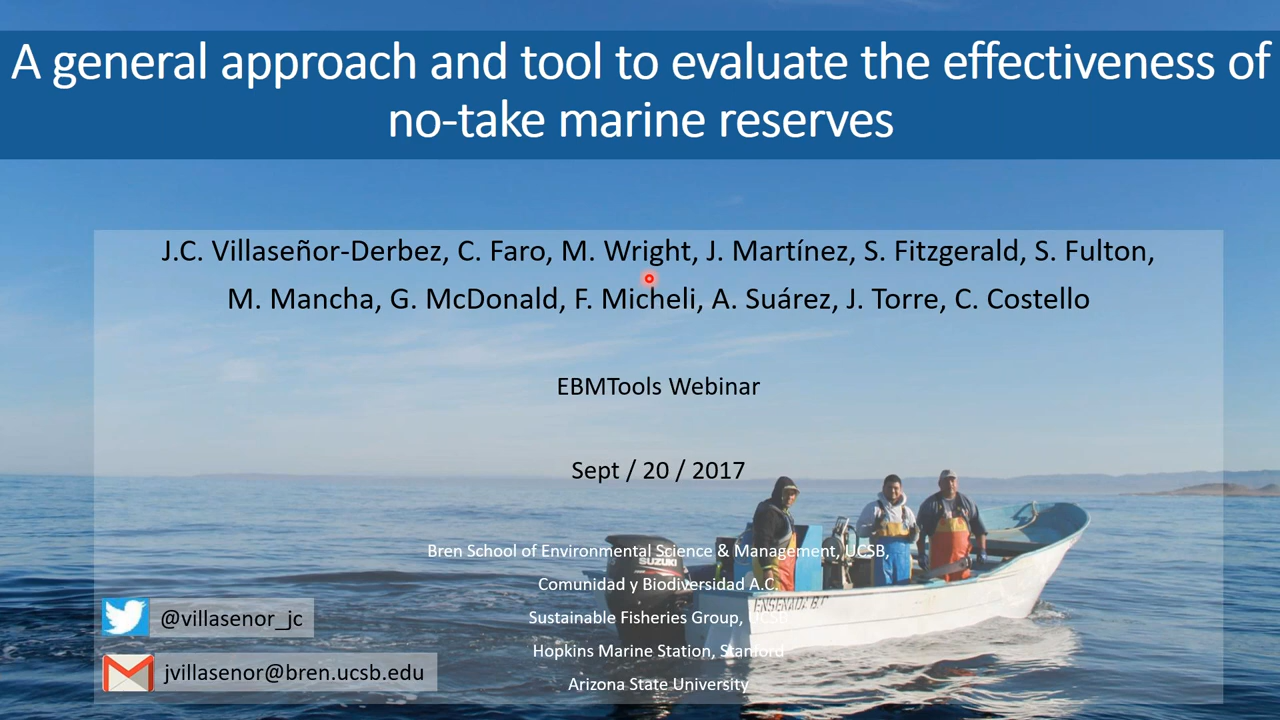 A general approach and tool to evaluate the effectiveness of
no-take marine reserves
J.C. Villaseñor-Derbez, C. Faro, M. Wright, J. Martínez, S. Fitzgerald, S. Fulton,
M. Mancha, G. McDonald, F. Micheli, A. Suárez, J. Torre, C. Costello
EBMTools Webinar
Sept / 20 / 2017
Bren School of Environmental Science & Management, UCSB,
Comunidad y Biodiversidad A.C.
Sustainable Fisheries Group, UCSB
Hopkins Marine Station, Stanford
Arizona State University
@villasenor_jc
jvillasenor@bren.ucsb.edu
SUZUKI
ENSENADA B.C